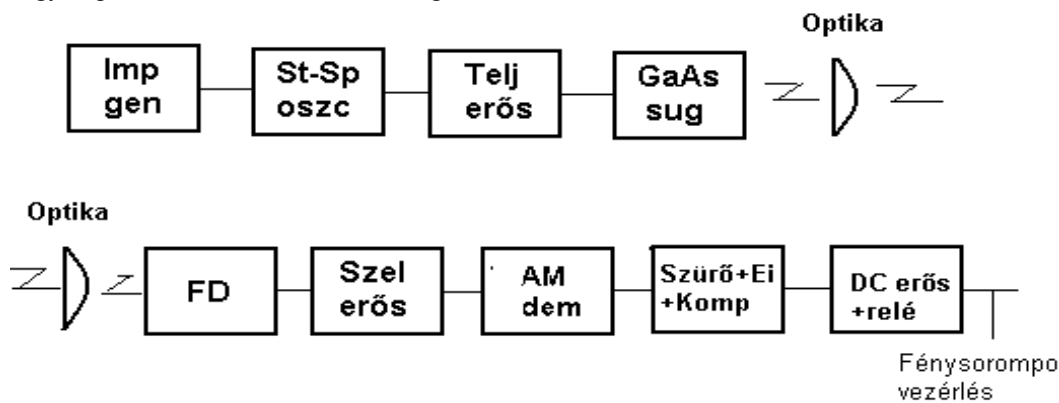 Optika
Imp
gen
St-Sp
oszc
Telj
erős
GaAs
sug
Optika
FD
Szel
erős
AM
dem
Szürő+Ei
+Komp
DC erős
+relé
Fénysorompo
vezérlés